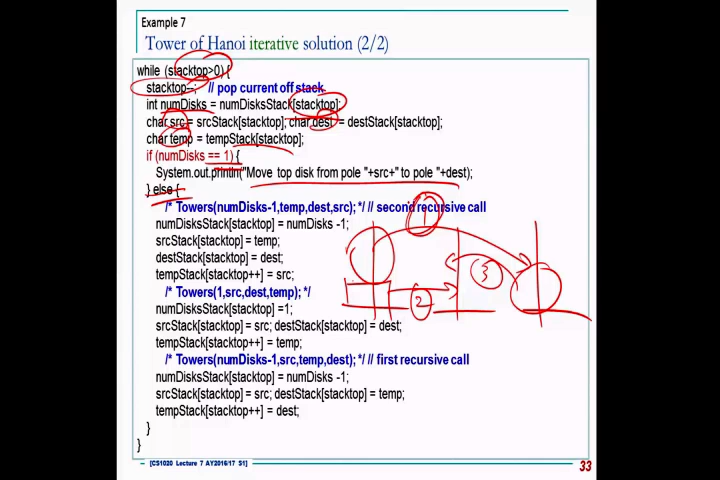 Example 7
Tower of Hanoi iterative solution (2/2)
while (stacktop>0) {
stacktop--; // pop current off stack
int numDisks = numDisksStack[stacktop];
char src = srcStack[stacktop]; char dest = destStack[stacktop];
char temp = tempStack[stacktop];
if (numDisks == 1) {
System.out.println("Move top disk from pole "+src+" to pole "+dest);
} else {
/* Towers(numDisks-1,temp,dest,src); */ // second recursive call
numDisksStack[stacktop] = numDisks -1;
srcStack[stacktop] = temp;
destStack[stacktop] = dest;
tempStack[stacktop++] = src;
/* Towers(1,src,dest,temp); */
numDisksStack[stacktop] =1;
srcStack[stacktop] = src; destStack[stacktop] = dest;
tempStack[stacktop++] = temp;
/* Towers(numDisks-1,src,temp,dest); */ // first recursive call
numDisksStack[stacktop] = numDisks -1;
srcStack[stacktop] = src; destStack[stacktop] = temp;
tempStack[stacktop++] = dest;
}
}
1
3
2
[CS1020 Lecture 7 AY2016/17 S1]
33